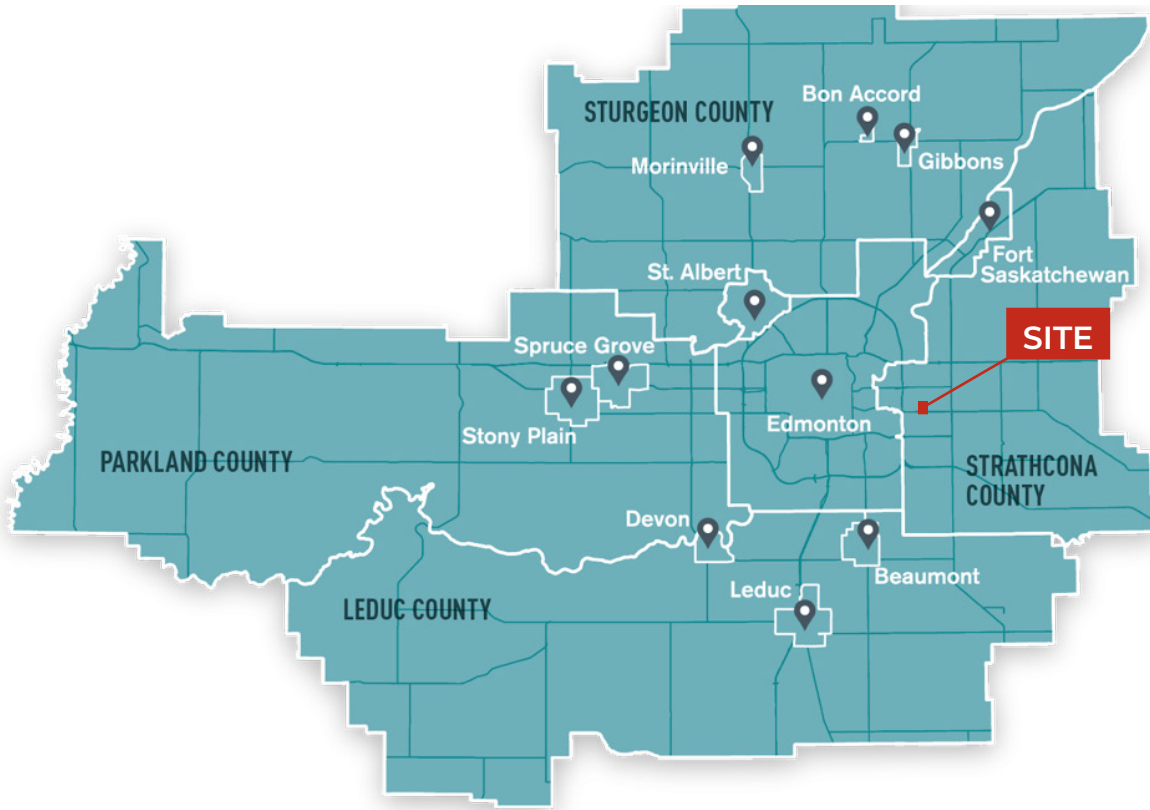 Bon Accord
STURGEON COUNTY
Morinville
Gibbons
Fort
Saskatchewan
St. Albert
SITE
Spruce Grove
Stony Plain
Edmonton
PARKLAND COUNTY
STRATHCONA
COUNTY
Devon
Beaumont
Leduc
LEDUC COUNTY